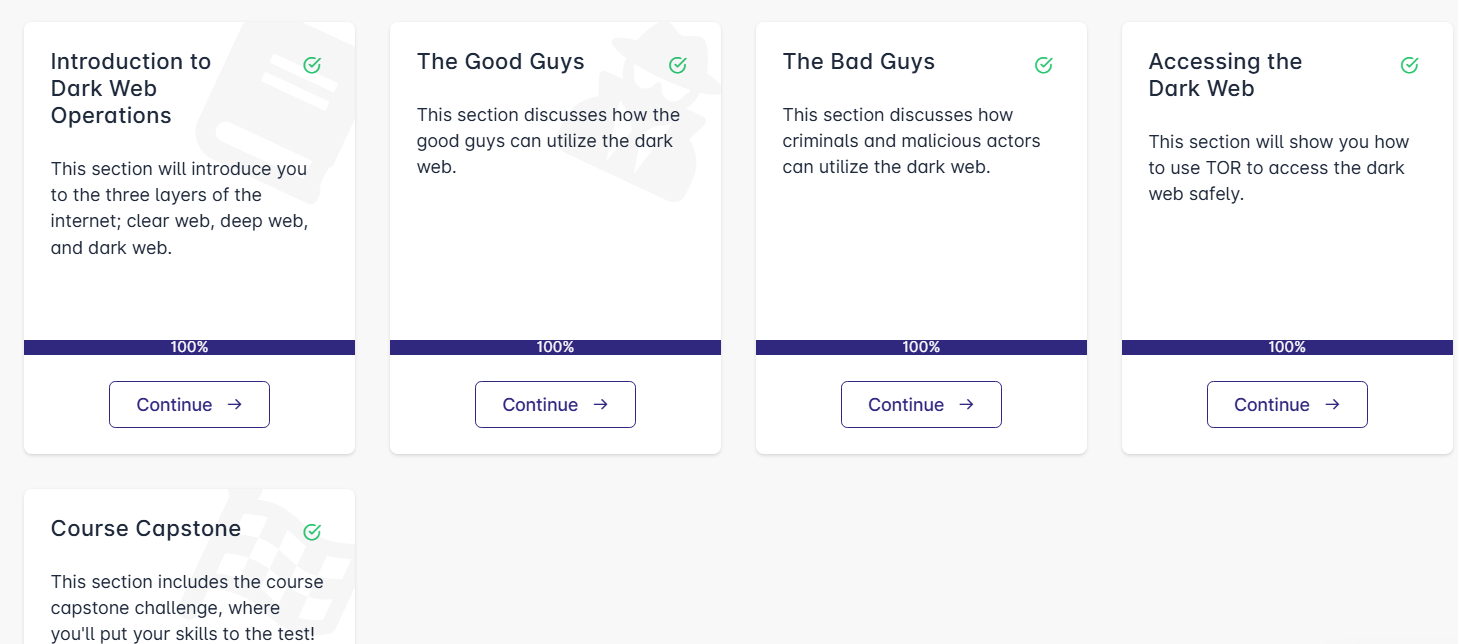 Introduction to
Dark Web
Operations
This section will introduce you
to the three layers of the
internet; clear web, deep web,
and dark web.
100%
Continue
The Good Guys
This section discusses how the
good guys can utilize the dark
web.
100%
Continue
The Bad Guys
This section discusses how
criminals and malicious actors
can utilize the dark web.
100%
Continue
Accessing the
Dark Web
This section will show you how
to use TOR to access the dark
web safely.
100%
Continue
Course Capstone
This section includes the course
capstone challenge, where
you'll put your skills to the test!